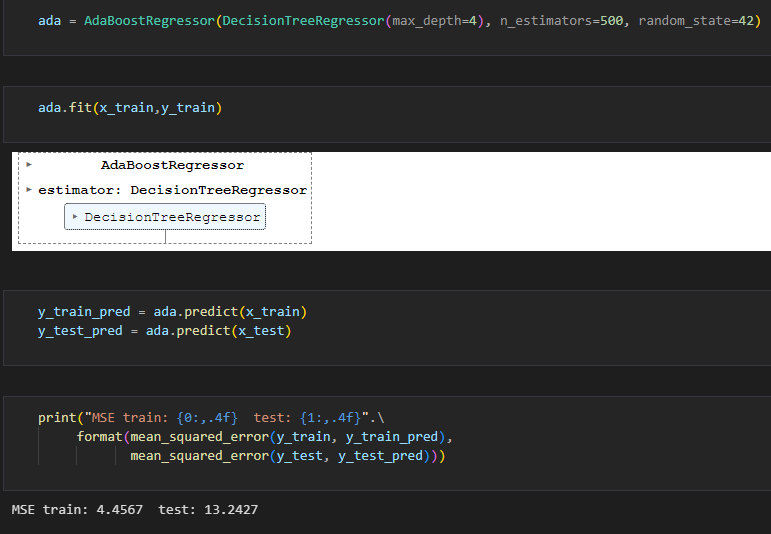 ada = AdaBoostRegressor(DecisionTreeRegressor(max_depth=4), n_estimators=500, random_state=42)
ada.fit(x_train,y_train)
▸ AdaBoostRegressor
▸ estimator: DecisionTreeRegressor
▸ DecisionTreeRegressor
y_train_pred = ada.predict(x_train)
y_test_pred = ada.predict(x_test)
print("MSE train: {0:,.4f}  test: {1:,.4f}".\
     format(mean_squared_error(y_train, y_train_pred),
            mean_squared_error(y_test, y_test_pred)))
MSE train: 4.4567  test: 13.2427